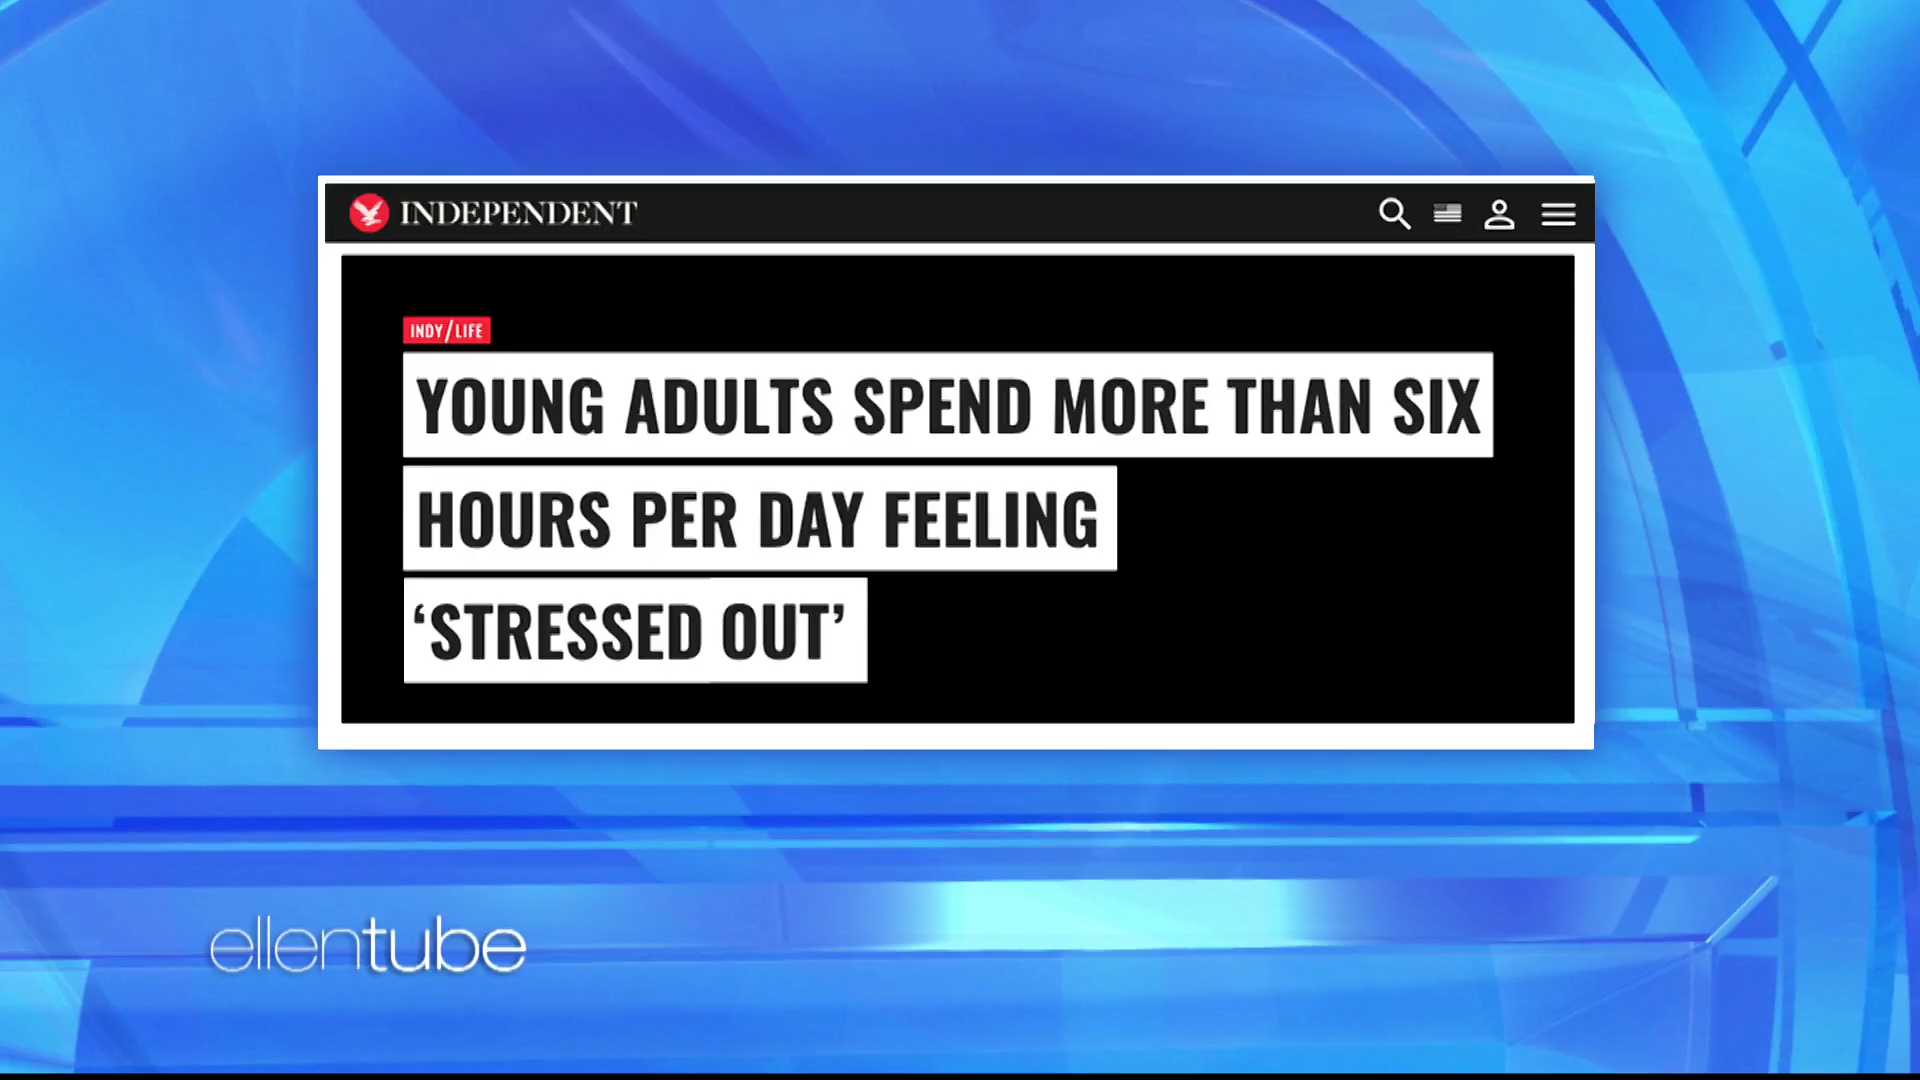 INDEPENDENT
INDY/LIFE
YOUNG ADULTS SPEND MORE THAN SIX
HOURS PER DAY FEELING
‘STRESSED OUT’
ellentube